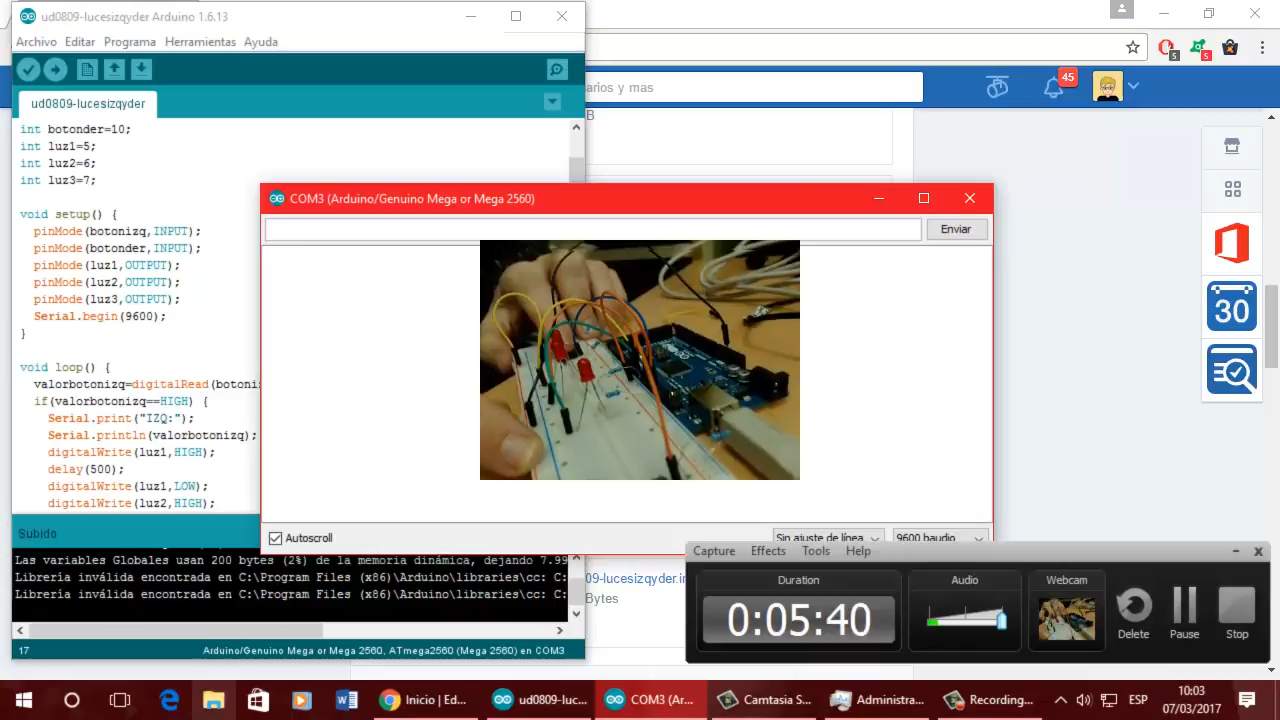 ud0809-lucesizqyder Arduino 1.6.13
Archivo Editar Programa Herramientas Ayuda
ud0809-lucesizqyder
int botonder=10;
int luz1=5;
int luz2=6;
int luz3=7;
void setup() {
pinMode(botonizq,INPUT);
pinMode(botonder,INPUT);
pinMode(luz1,OUTPUT);
pinMode(luz2,OUTPUT);
pinMode(luz3,OUTPUT);
Serial.begin(9600);
}
void loop() {
valorbotonizq=digitalRead(botoni
if(valorbotonizq==HIGH) {
Serial.print("IZQ:");
Serial.println(valorbotonizq);
digitalWrite(luz1,HIGH);
delay(500);
digitalWrite(luz1,LOW);
digitalWrite(luz2,HIGH);
Subido
Las variables Globales usan 200 bytes (2%) de la memoria dinámica, dejando 7.99
Librería inválida encontrada en C:\Program Files (x86)\Arduino\libraries\cc: C:
Librería inválida encontrada en C:\Program Files (x86)\Arduino\libraries\cc: C:
17 Arduino/Genuino Mega or Mega 2560, ATmega2560 (Mega 2560) en COM3
5 5
arios y mas
45
B
30
COM3 (Arduino/Genuino Mega or Mega 2560)
Enviar
Autoscroll
Sin ajuste de línea
9600 baudio
09-lucesizqyder.in
Bytes
Capture Effects Tools Help
Duration Audio Webcam
0:05:40
Delete Pause Stop
Inicio | Ed...
ud0809-luc...
COM3 (Ar...
Camtasia S...
Administra...
Recording...
ESP
10:03
07/03/2017